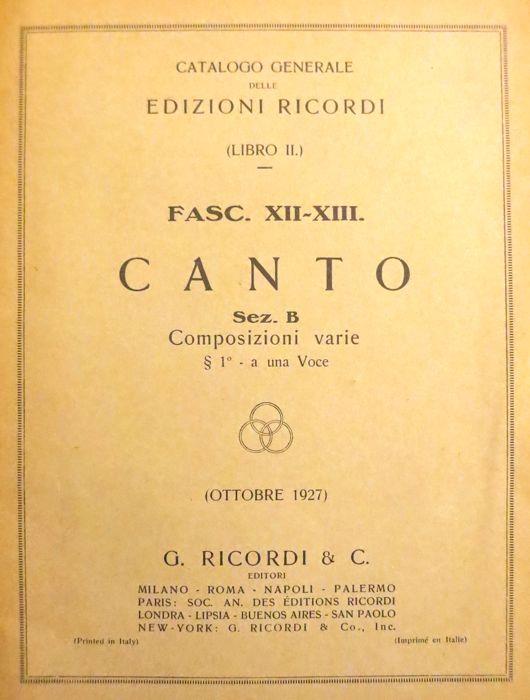 CATALOGO GENERALE
DELLE
EDIZIONI RICORDI
(LIBRO II.)
FASC. XII-XIII.
CANTO
Sez. B
Composizioni varie
§ 1º - a una Voce
(OTTOBRE 1927)
G. RICORDI & C.
EDITORI
MILANO - ROMA - NAPOLI - PALERMO
PARIS: SOC. AN. DES ÉDITIONS RICORDI
LONDRA - LIPSIA - BUENOS AIRES - SAN PAOLO
NEW-YORK: G. RICORDI & Co., Inc.
(Printed in Italy) (Imprimé en Italie)